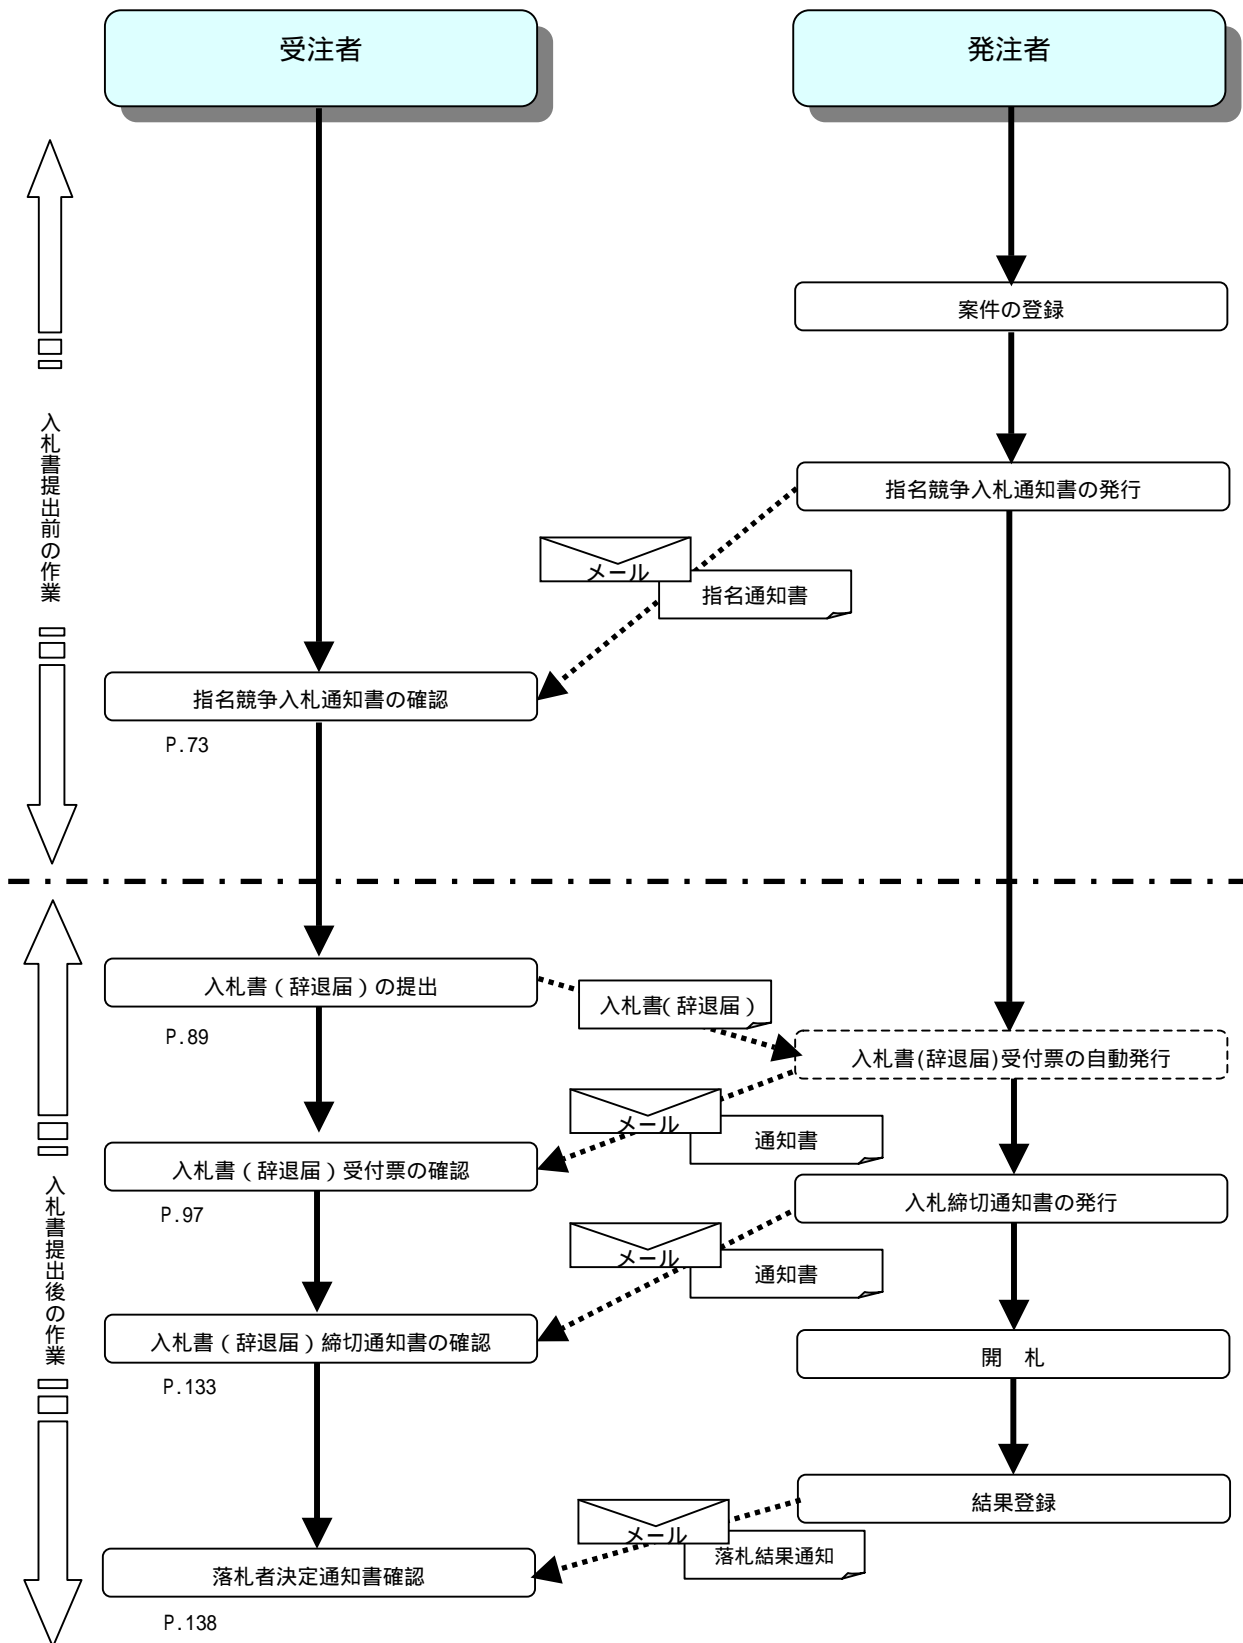 受注者
発注者
案件の登録
入札書提出前の作業
指名競争入札通知書の発行
メール
指名通知書
指名競争入札通知書の確認
P.73
入札書（辞退届）の提出
入札書（辞退届）
P.89
入札書(辞退届)受付票の自動発行
メール
通知書
入札書（辞退届）受付票の確認
P.97
入札書提出後の作業
入札締切通知書の発行
メール
通知書
入札書（辞退届）締切通知書の確認
P.133
開　札
結果登録
メール
落札結果通知
落札者決定通知書確認
P.138